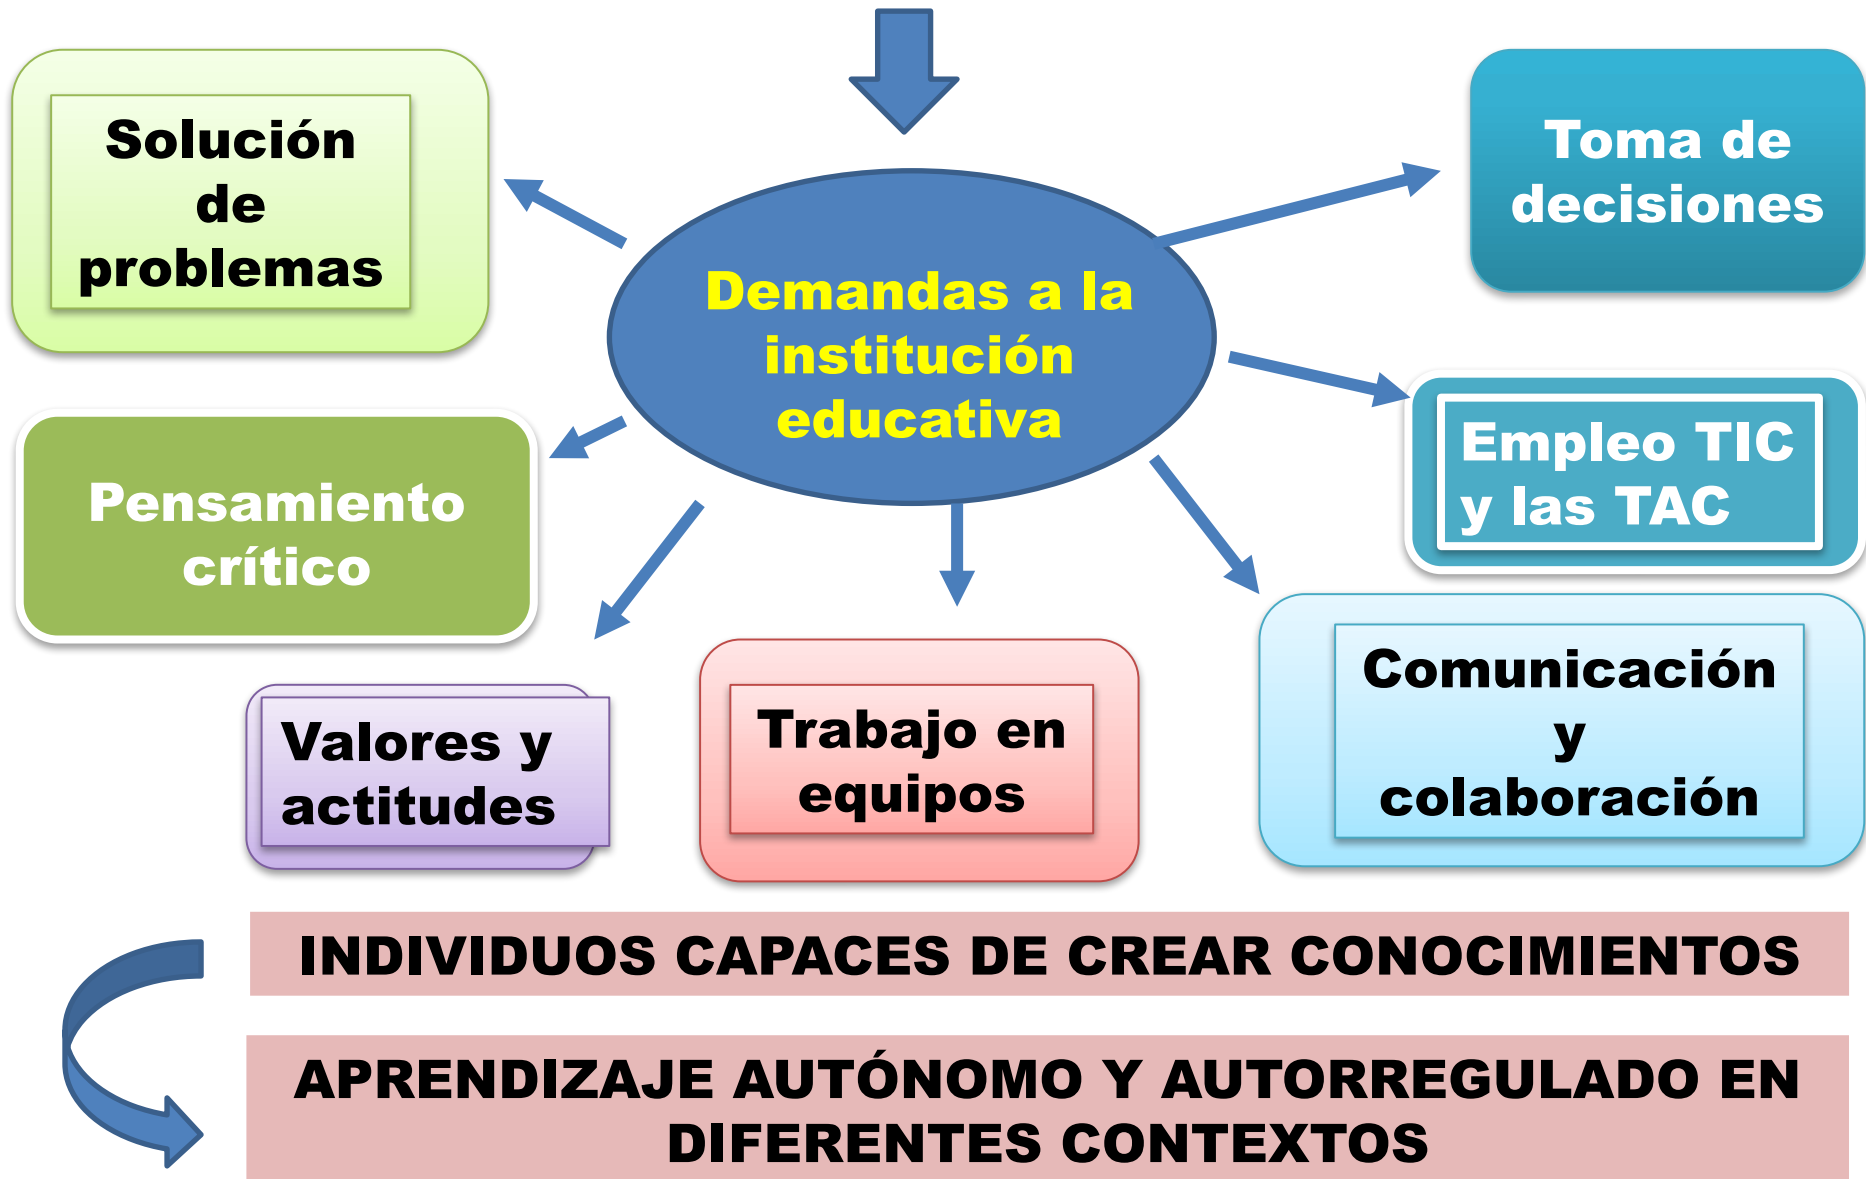 Solución
de
problemas
Toma de
decisiones
Demandas a la
institución
educativa
Pensamiento
crítico
Empleo TIC
y las TAC
Valores y
actitudes
Trabajo en
equipos
Comunicación
y
colaboración
INDIVIDUOS CAPACES DE CREAR CONOCIMIENTOS
APRENDIZAJE AUTÓNOMO Y AUTORREGULADO EN
DIFERENTES CONTEXTOS